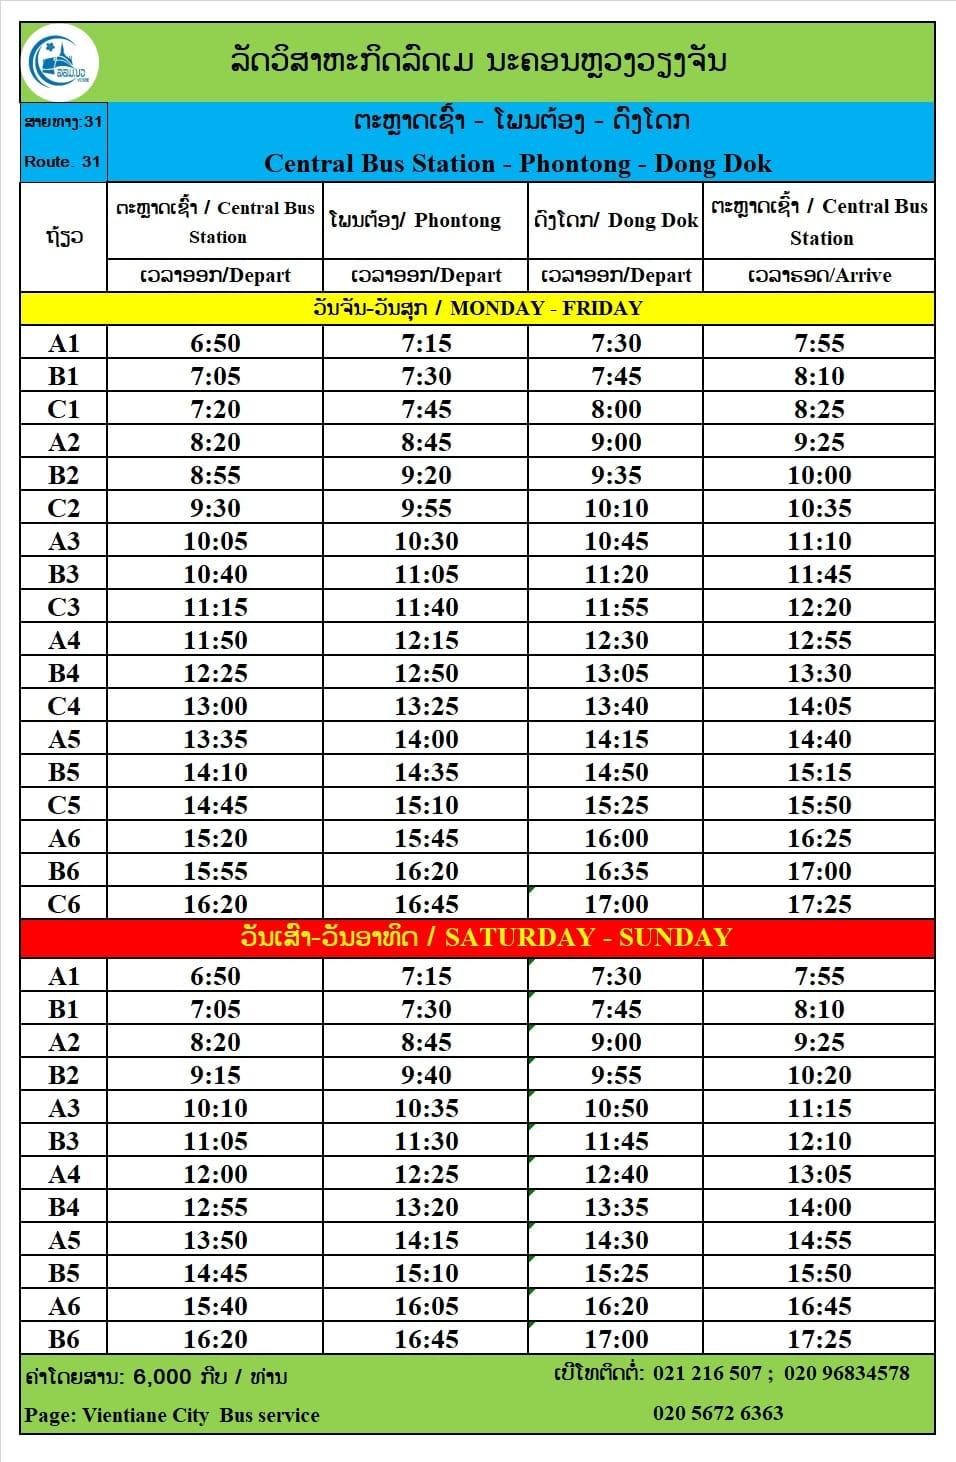 ລັດວິສາຫະກິດລົດເມ ນະຄອນຫຼວງວຽງຈັນ
ສາຍທາງ:31
ຕະຫຼາດເຊົ້າ - ໂພນຕ້ອງ - ດົງໂດກ
Route. 31
Central Bus Station - Phontong - Dong Dok
ຖ້ຽວ
ຕະຫຼາດເຊົ້າ / Central Bus
Station
ໂພນຕ້ອງ/ Phontong
ດົງໂດກ/ Dong Dok
ຕະຫຼາດເຊົ້າ / Central Bus
Station
ເວລາອອກ/Depart ເວລາອອກ/Depart ເວລາອອກ/Depart ເວລາຮອດ/Arrive
ວັນຈັນ-ວັນສຸກ / MONDAY - FRIDAY
A1 6:50 7:15 7:30 7:55
B1 7:05 7:30 7:45 8:10
C1 7:20 7:45 8:00 8:25
A2 8:20 8:45 9:00 9:25
B2 8:55 9:20 9:35 10:00
C2 9:30 9:55 10:10 10:35
A3 10:05 10:30 10:45 11:10
B3 10:40 11:05 11:20 11:45
C3 11:15 11:40 11:55 12:20
A4 11:50 12:15 12:30 12:55
B4 12:25 12:50 13:05 13:30
C4 13:00 13:25 13:40 14:05
A5 13:35 14:00 14:15 14:40
B5 14:10 14:35 14:50 15:15
C5 14:45 15:10 15:25 15:50
A6 15:20 15:45 16:00 16:25
B6 15:55 16:20 16:35 17:00
C6 16:20 16:45 17:00 17:25
ວັນເສົາ-ວັນອາທິດ / SATURDAY - SUNDAY
A1 6:50 7:15 7:30 7:55
B1 7:05 7:30 7:45 8:10
A2 8:20 8:45 9:00 9:25
B2 9:15 9:40 9:55 10:20
A3 10:10 10:35 10:50 11:15
B3 11:05 11:30 11:45 12:10
A4 12:00 12:25 12:40 13:05
B4 12:55 13:20 13:35 14:00
A5 13:50 14:15 14:30 14:55
B5 14:45 15:10 15:25 15:50
A6 15:40 16:05 16:20 16:45
B6 16:20 16:45 17:00 17:25
ຄ່າໂດຍສານ: 6,000 ກີບ / ທ່ານ
ເບີໂທຕິດຕໍ່: 021 216 507 ; 020 96834578
Page: Vientiane City Bus service
020 5672 6363